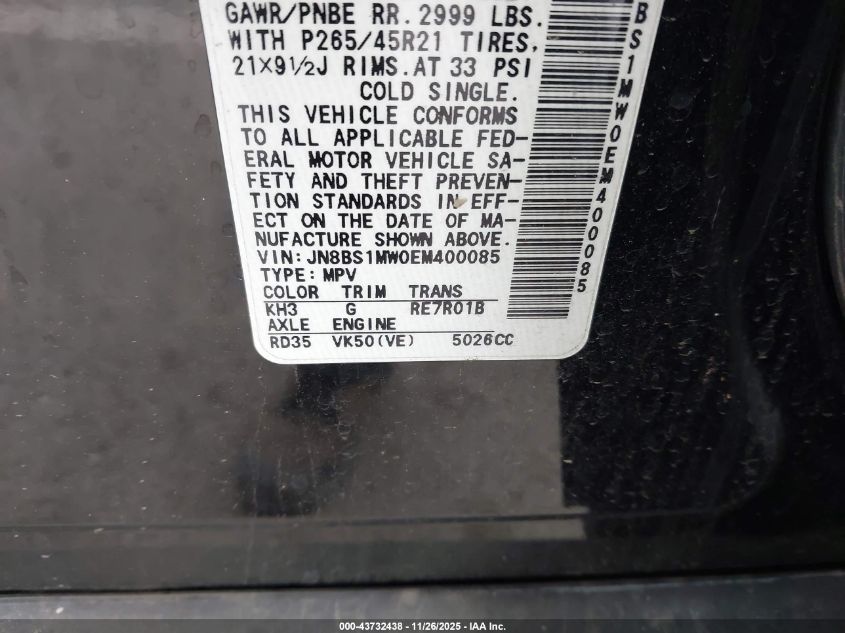 GAWR/PNBE RR. 2999 LBS.
WITH P265/45R21 TIRES,
21×9½J RIMS. AT 33 PSI
COLD SINGLE.
THIS VEHICLE CONFORMS
TO ALL APPLICABLE FED-
ERAL MOTOR VEHICLE SA-
FETY AND THEFT PREVEN-
TION STANDARDS IN EFF-
ECT ON THE DATE OF MA-
NUFACTURE SHOWN ABOVE.
VIN: JN8BS1MW0EM400085
TYPE: MPV
COLOR TRIM TRANS
KH3 G RE7R01B
AXLE ENGINE
RD35 VK50(VE) 5026CC
BS1MW0EM400085
000-43732438 - 11/26/2025 - IAA Inc.